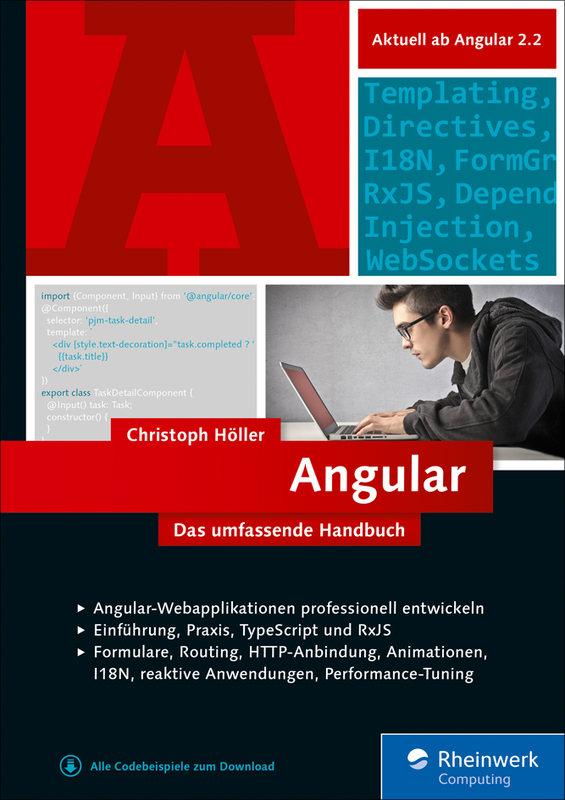 Aktuell ab Angular 2.2
A
Templating,
Directives,
I18N, FormGr
RxJS, Depend
Injection,
WebSockets
import {Component, Input} from '@angular/core';
@Component({
selector: 'pjm-task-detail',
template: `
<div [style.text-decoration]="task.completed ? '
{{task.title}}
</div>`
})
export class TaskDetailComponent {
@Input() task: Task;
constructor() {
}
Christoph Höller
Angular
Das umfassende Handbuch
▸ Angular-Webapplikationen professionell entwickeln
▸ Einführung, Praxis, TypeScript und RxJS
▸ Formulare, Routing, HTTP-Anbindung, Animationen,
I18N, reaktive Anwendungen, Performance-Tuning
Alle Codebeispiele zum Download
Rheinwerk
Computing